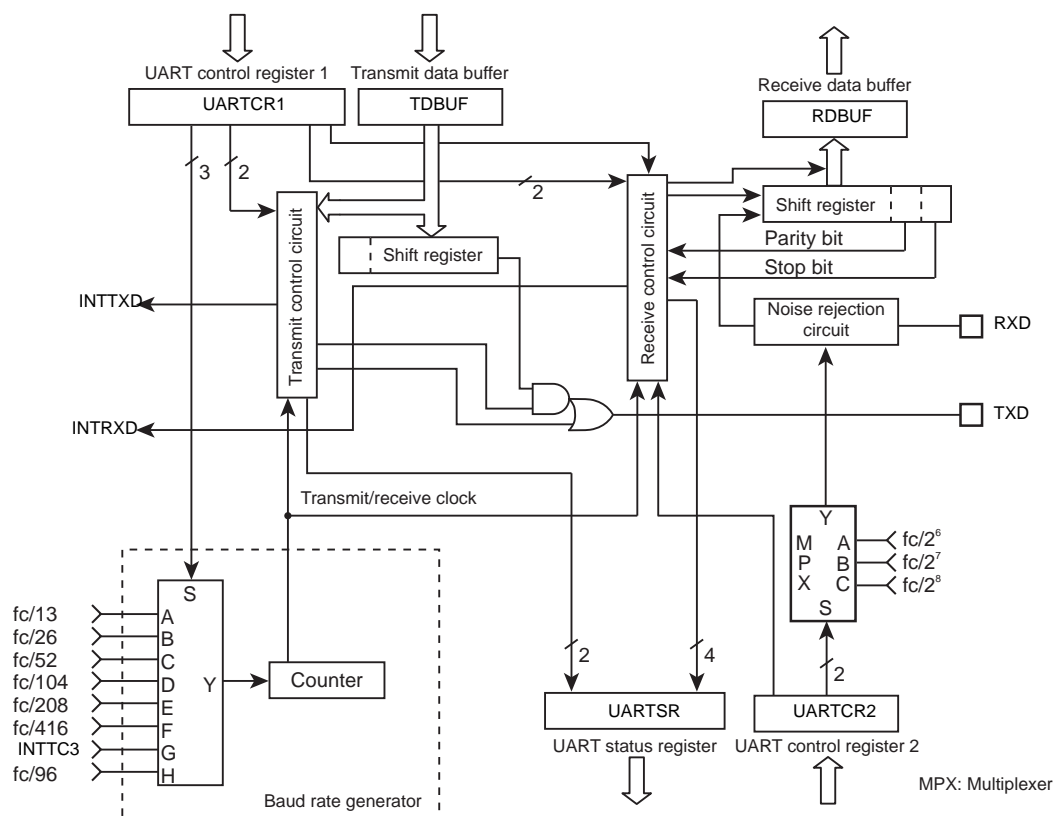 UART control register 1
Transmit data buffer
Receive data buffer
UARTCR1
TDBUF
RDBUF
3
2
2
Shift register
Parity bit
Stop bit
Transmit control circuit
Shift register
Receive control circuit
INTTXD
Noise rejection
circuit
RXD
INTRXD
TXD
Transmit/receive clock
Y
M
P
X
A
B
C
S
fc/2⁶
fc/2⁷
fc/2⁸
S
fc/13
A
fc/26
B
fc/52
C
fc/104
D
Y
Counter
fc/208
E
fc/416
F
INTTC3
G
fc/96
H
Baud rate generator
2
4
2
UARTSR
UARTCR2
UART status register
UART control register 2
MPX: Multiplexer